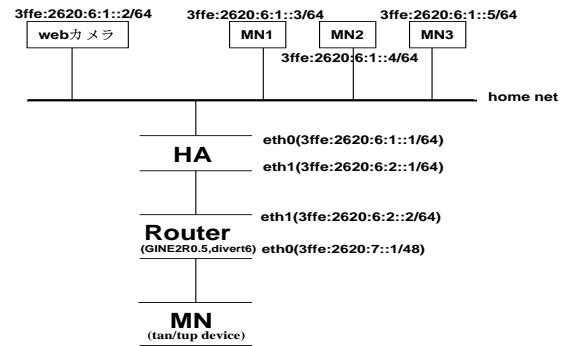 3ffe:2620:6:1::2/64
3ffe:2620:6:1::3/64
3ffe:2620:6:1::5/64
webカメラ
MN1
MN2
MN3
3ffe:2620:6:1::4/64
home net
eth0(3ffe:2620:6:1::1/64)
HA
eth1(3ffe:2620:6:2::1/64)
eth1(3ffe:2620:6:2::2/64)
Router
(GINE2R0.5,divert6)
eth0(3ffe:2620:7::1/48)
MN
(tan/tup device)